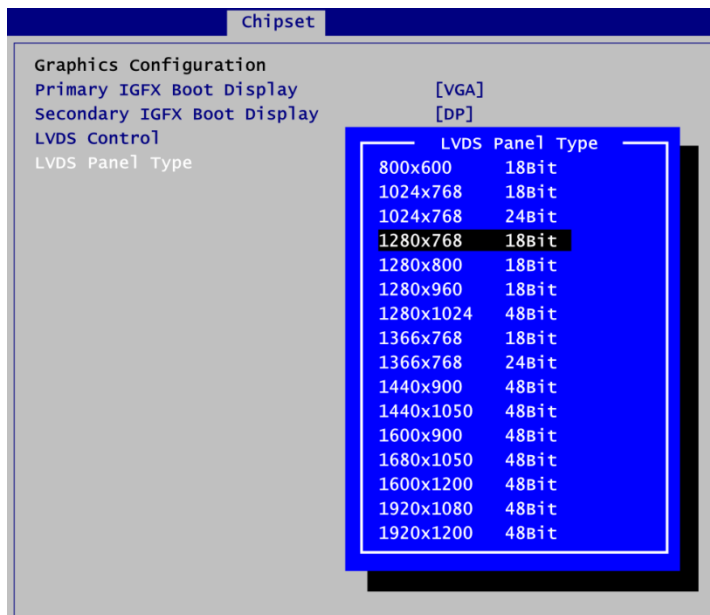 Chipset
Graphics Configuration
Primary IGFX Boot Display [VGA]
Secondary IGFX Boot Display [DP]
LVDS Control
LVDS Panel Type
LVDS Panel Type
800x600 18Bit
1024x768 18Bit
1024x768 24Bit
1280x768 18Bit
1280x800 18Bit
1280x960 18Bit
1280x1024 48Bit
1366x768 18Bit
1366x768 24Bit
1440x900 48Bit
1440x1050 48Bit
1600x900 48Bit
1680x1050 48Bit
1600x1200 48Bit
1920x1080 48Bit
1920x1200 48Bit